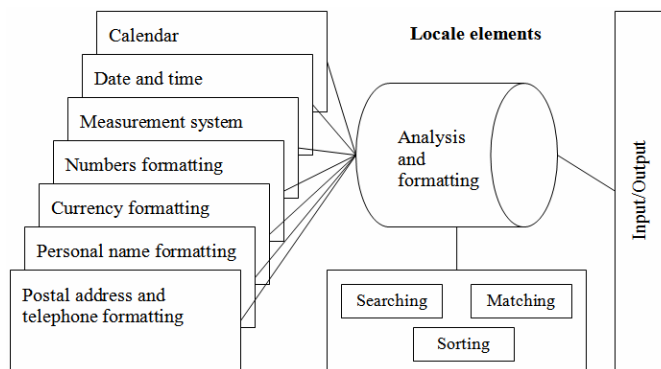 Calendar
Date and time
Measurement system
Numbers formatting
Currency formatting
Personal name formatting
Postal address and
telephone formatting
Locale elements
Analysis
and
formatting
Searching
Matching
Sorting
Input/Output